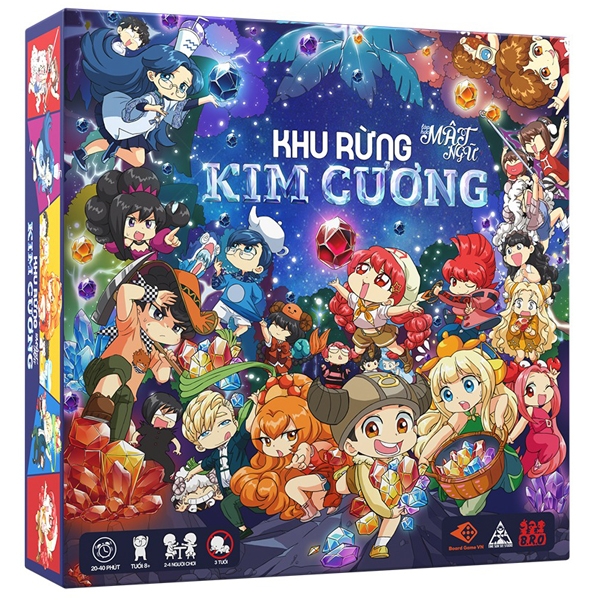 KHU RỪNG
KIM CƯƠNG
MẬT
NGỮ
KHU RỪNG
KIM CƯƠNG
20-40 PHÚT
TUỔI 8+
2-4 NGƯỜI CHƠI
3 TUỔI
Board Game VN
B.R.O